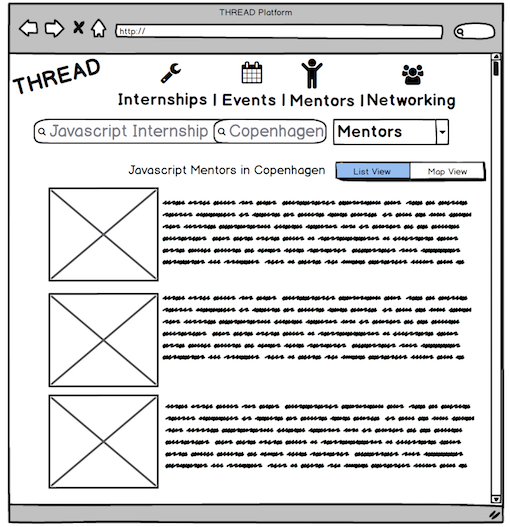 THREAD Platform
http://
THREAD
Internships | Events | Mentors | Networking
Javascript Internship Copenhagen Mentors
Javascript Mentors in Copenhagen List View Map View